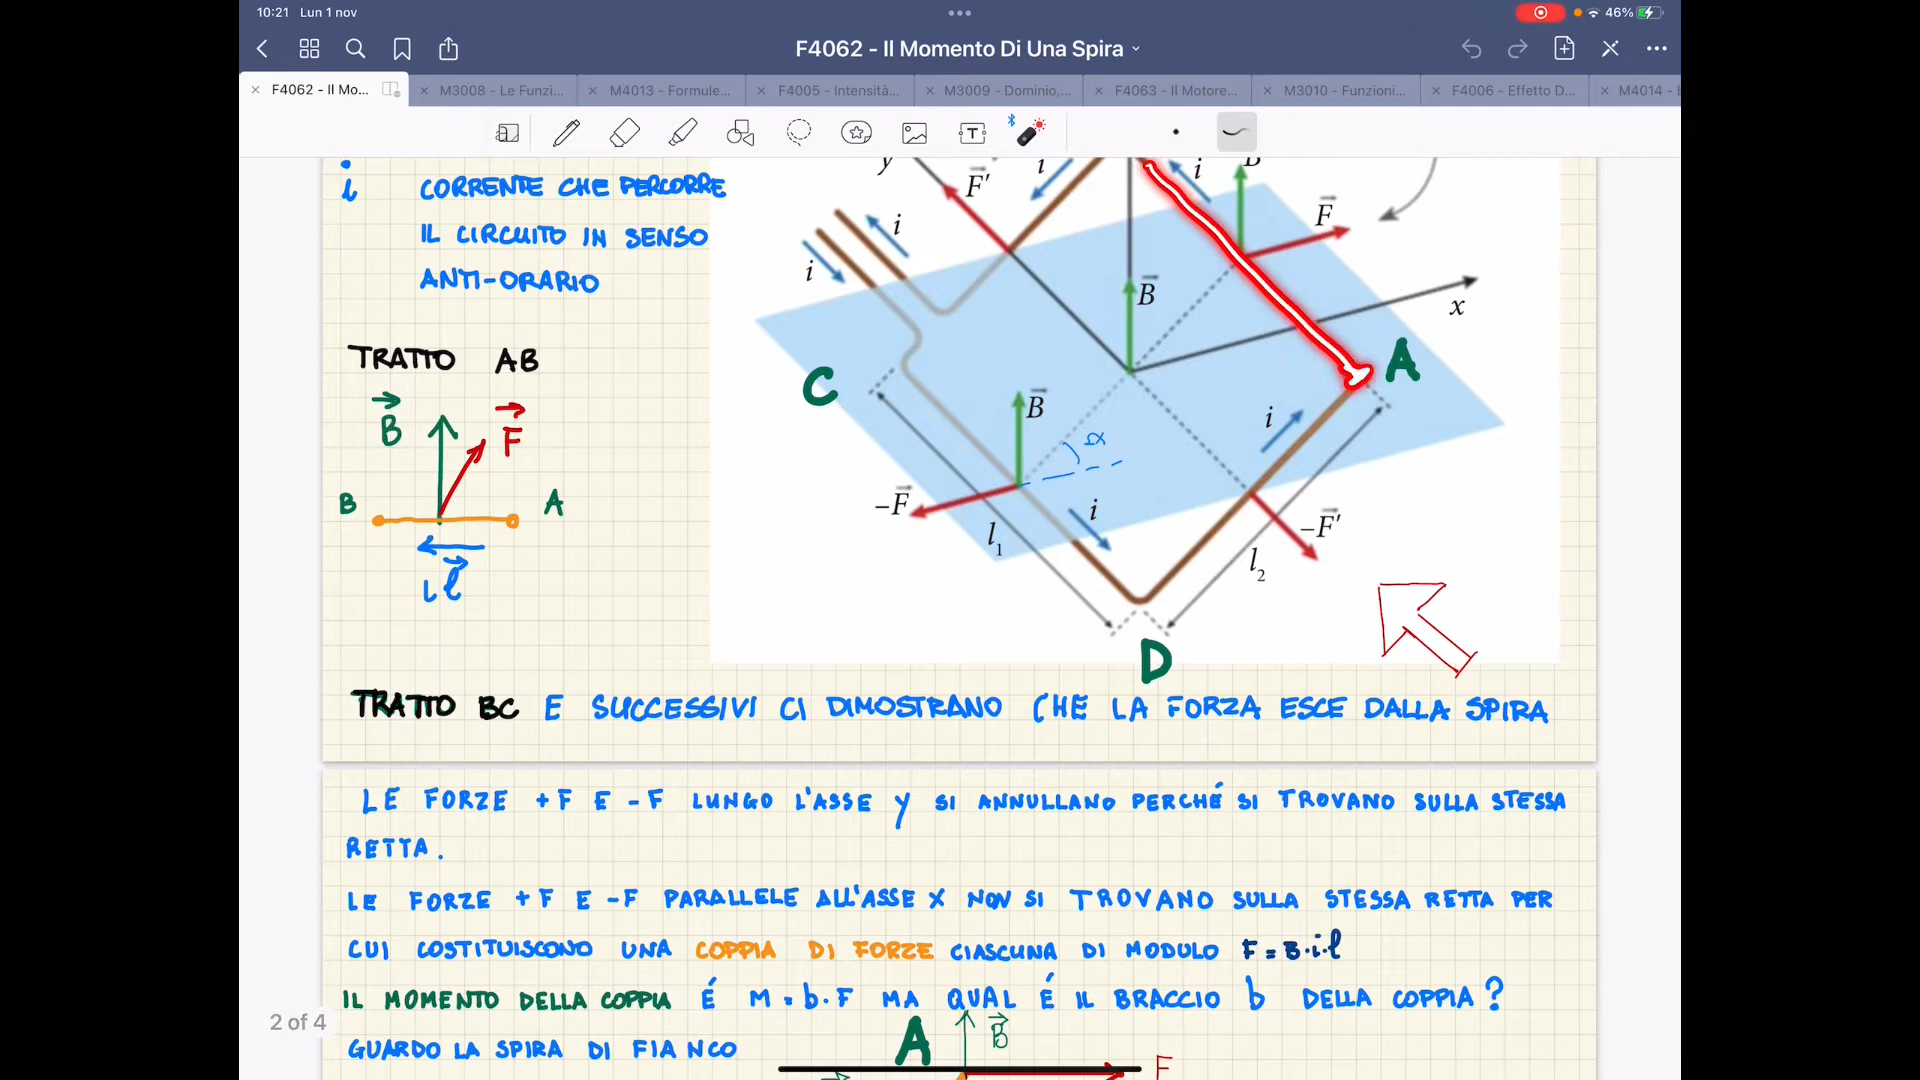 10:21 Lun 1 nov
46%
F4062 - Il Momento Di Una Spira
F4062 - Il Mo...
M3008 - Le Funzi...
M4013 - Formule...
F4005 - Intensità...
M3009 - Dominio,...
F4063 - Il Motore...
M3010 - Funzioni...
F4006 - Effetto D...
M4014 -
i CORRENTE CHE PERCORRE
IL CIRCUITO IN SENSO
ANTI-ORARIO
TRATTO AB
B F
B A
i l
y F' i i B F
i i B x
A
C B α i
-F l₁ i -F' l₂
D
TRATTO BC E SUCCESSIVI CI DIMOSTRANO CHE LA FORZA ESCE DALLA SPIRA
LE FORZE +F E -F LUNGO L'ASSE y SI ANNULLANO PERCHÉ SI TROVANO SULLA STESSA
RETTA.
LE FORZE +F E -F PARALLELE ALL'ASSE X NON SI TROVANO SULLA STESSA RETTA PER
CUI COSTITUISCONO UNA COPPIA DI FORZE CIASCUNA DI MODULO F = B·i·l
IL MOMENTO DELLA COPPIA É M = b·F MA QUAL É IL BRACCIO b DELLA COPPIA?
2 of 4
GUARDO LA SPIRA DI FIANCO
A B
F